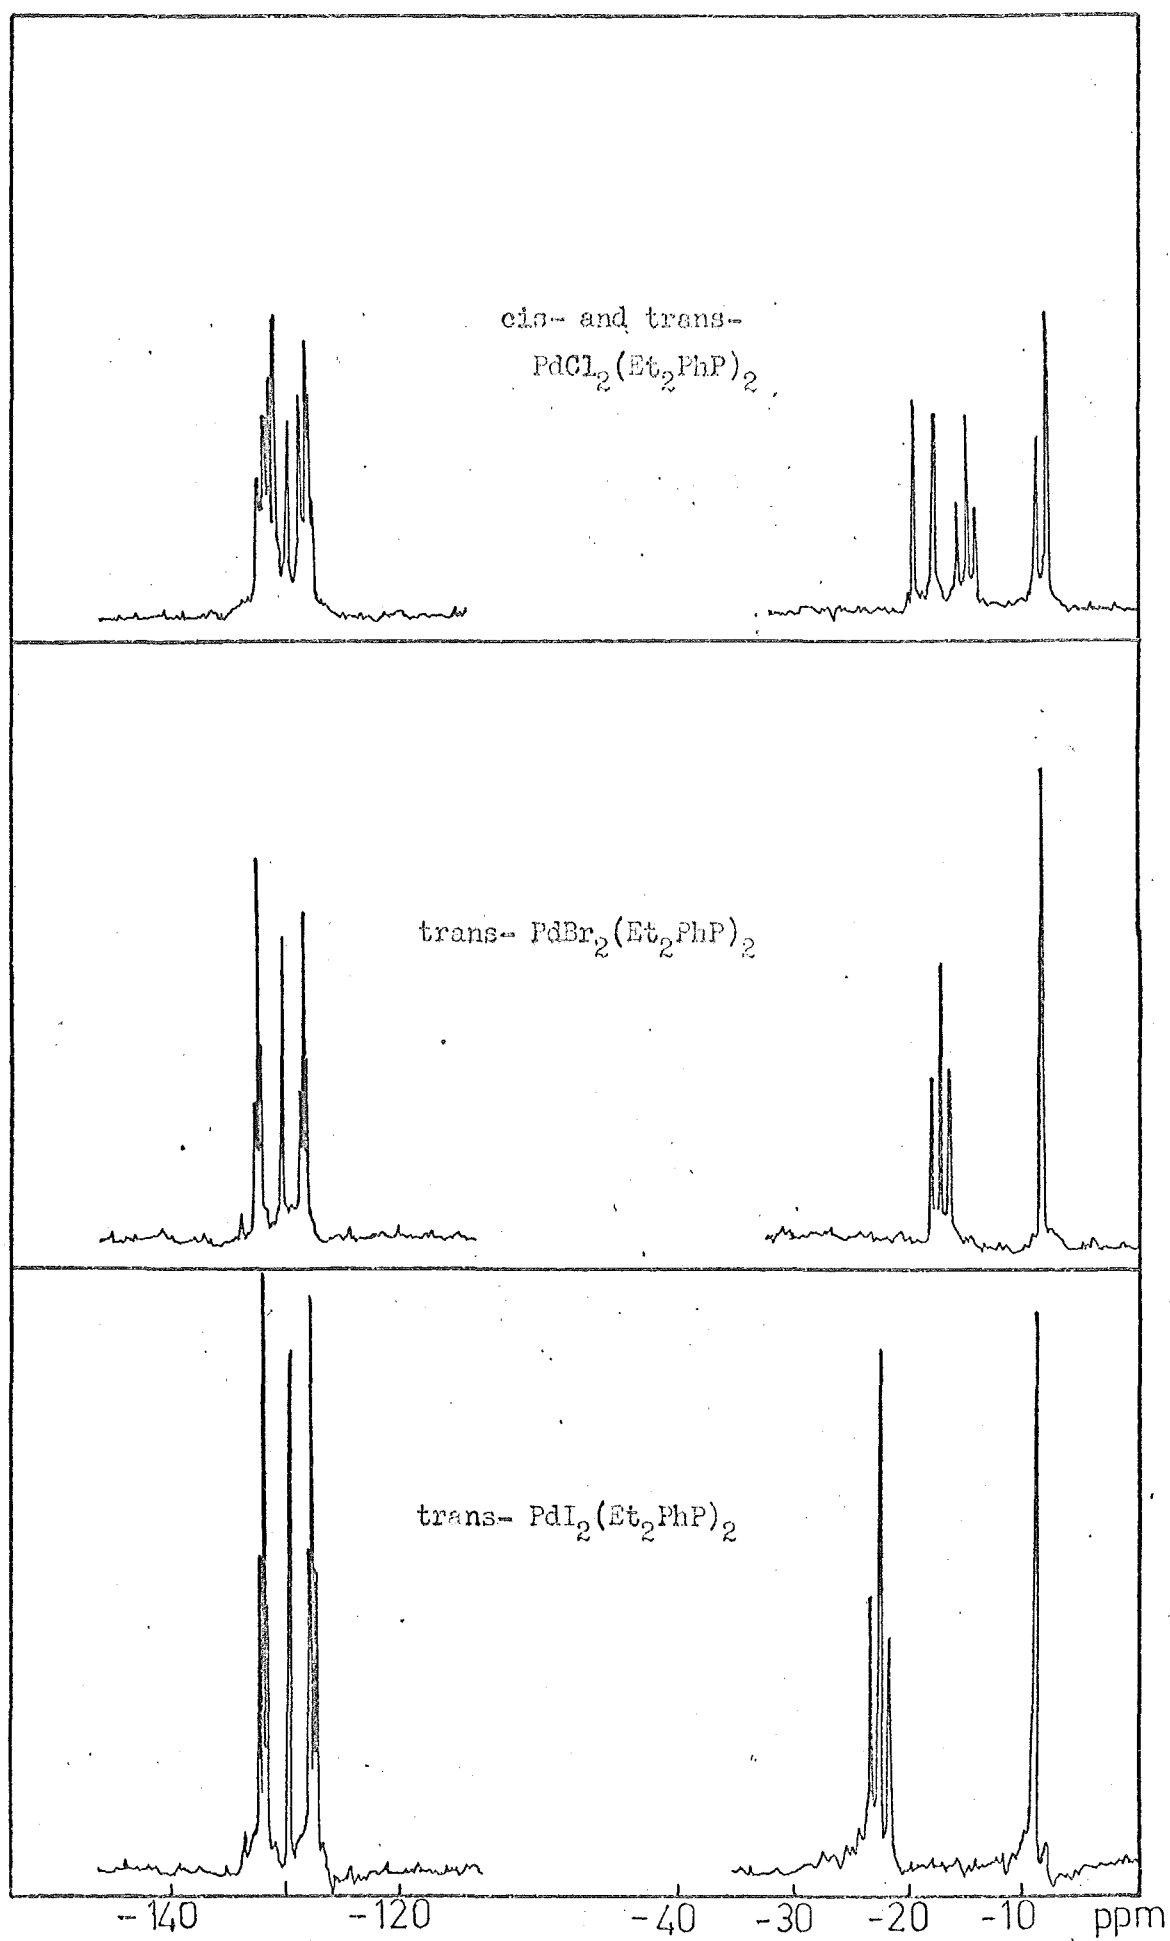 cis- and trans-
PdCl₂(Et₂PhP)₂
trans- PdBr₂(Et₂PhP)₂
trans- PdI₂(Et₂PhP)₂
-140 -120 -40 -30 -20 -10 ppm